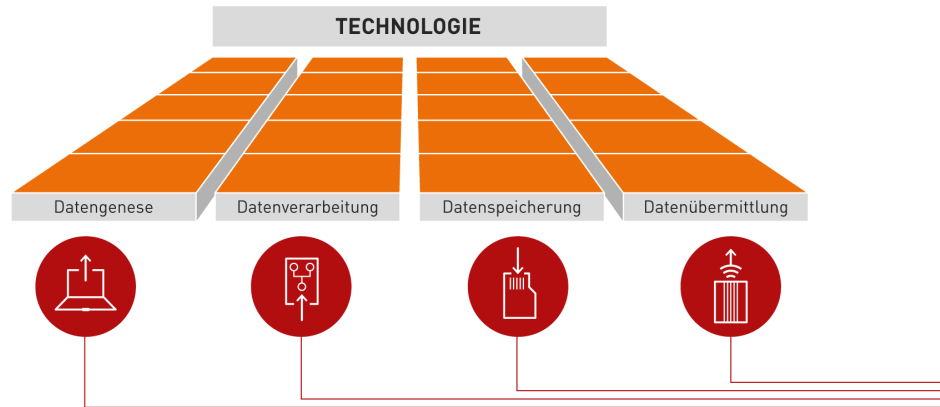 TECHNOLOGIE
Datengenese
Datenverarbeitung
Datenspeicherung
Datenübermittlung